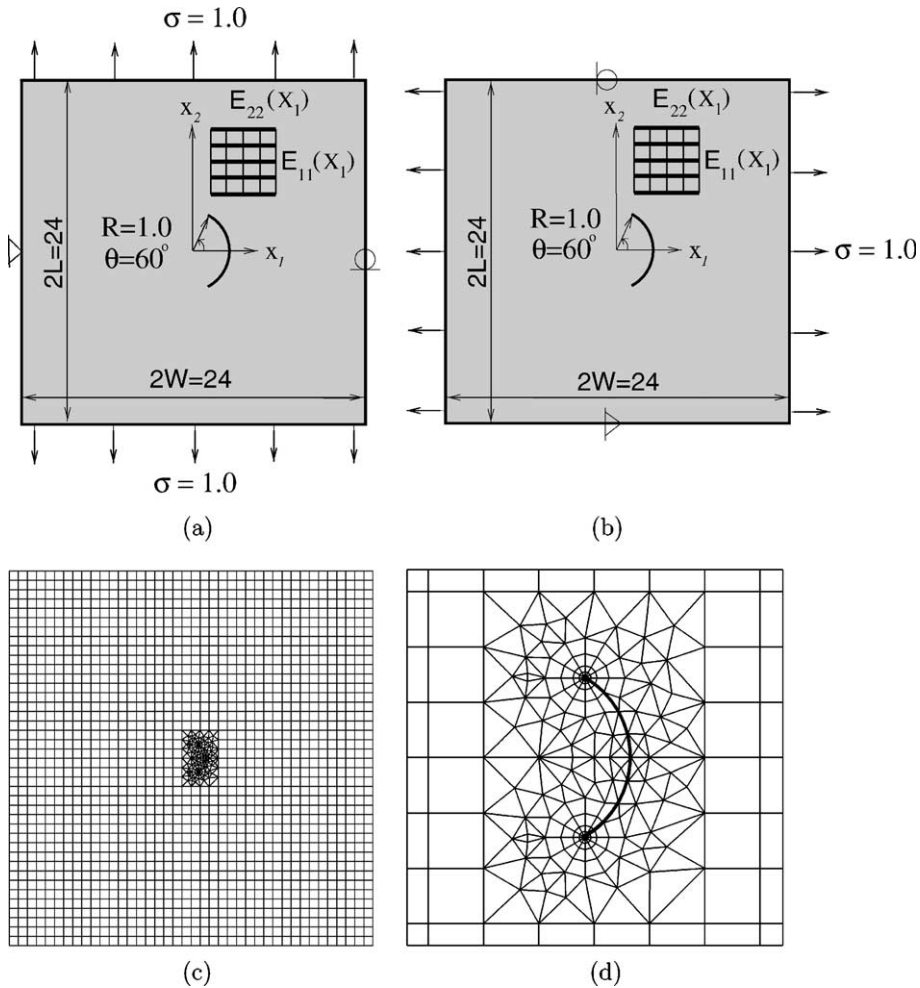 σ = 1.0
E22(X1)
x2
E11(X1)
R=1.0
θ=60°
x1
2L=24
2W=24
σ = 1.0
(a)
E22(X1)
x2
E11(X1)
R=1.0
θ=60°
x1
2L=24
σ = 1.0
2W=24
(b)
(c)
(d)